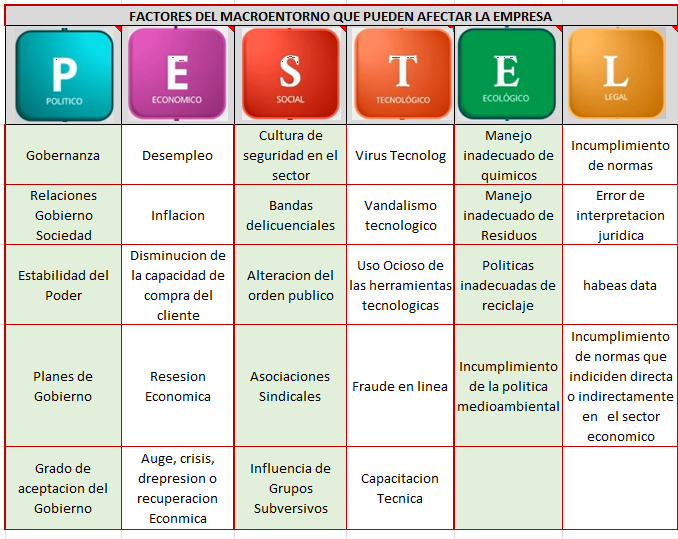 FACTORES DEL MACROENTORNO QUE PUEDEN AFECTAR LA EMPRESA
P
POLITICO
E
ECONOMICO
S
SOCIAL
T
TECNOLÓGICO
E
ECOLÓGICO
L
LEGAL
Gobernanza
Desempleo
Cultura de
seguridad en el
sector
Virus Tecnolog
Manejo
inadecuado de
quimicos
Incumplimiento
de normas
Relaciones
Gobierno
Sociedad
Inflacion
Bandas
delicuenciales
Vandalismo
tecnologico
Manejo
inadecuado de
Residuos
Error de
interpretacion
juridica
Estabilidad del
Poder
Disminucion de
la capacidad de
compra del
cliente
Alteracion del
orden publico
Uso Ocioso de
las herramientas
tecnologicas
Politicas
inadecuadas de
reciclaje
habeas data
Planes de
Gobierno
Resesion
Economica
Asociaciones
Sindicales
Fraude en linea
Incumplimiento
de la politica
medioambiental
Incumplimiento
de normas que
indiciden directa
o indirectamente
en el sector
economico
Grado de
aceptacion del
Gobierno
Auge, crisis,
drepresion o
recuperacion
Econmica
Influencia de
Grupos
Subversivos
Capacitacion
Tecnica